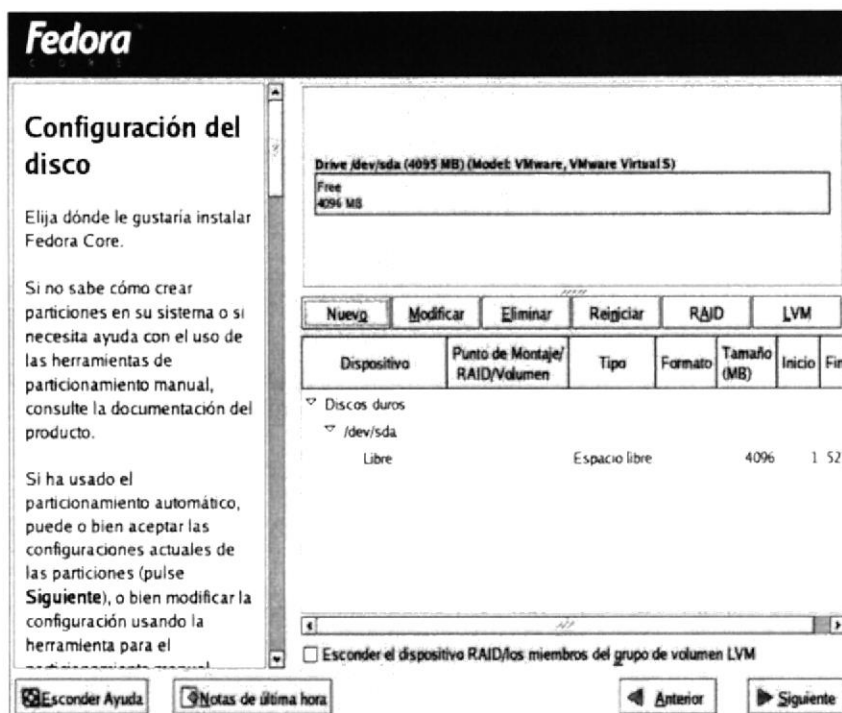 Fedora
CORE
Configuración del
disco
Elija dónde le gustaría instalar
Fedora Core.
Si no sabe cómo crear
particiones en su sistema o si
necesita ayuda con el uso de
las herramientas de
particionamiento manual,
consulte la documentación del
producto.
Si ha usado el
particionamiento automático,
puede o bien aceptar las
configuraciones actuales de
las particiones (pulse
Siguiente), o bien modificar la
configuración usando la
herramienta para el
particionamiento manual
Drive /dev/sda (4095 MB) (Model: VMware, VMware Virtual S)
Free
4096 MB
Nuevo Modificar Eliminar Reiniciar RAID LVM
Dispositivo Punto de Montaje/ RAID/Volumen Tipo Formato Tamaño (MB) Inicio Fin
Discos duros
/dev/sda
Libre Espacio libre 4096 1 52
Esconder el dispositivo RAID/los miembros del grupo de volumen LVM
Esconder Ayuda Notas de última hora Anterior Siguiente